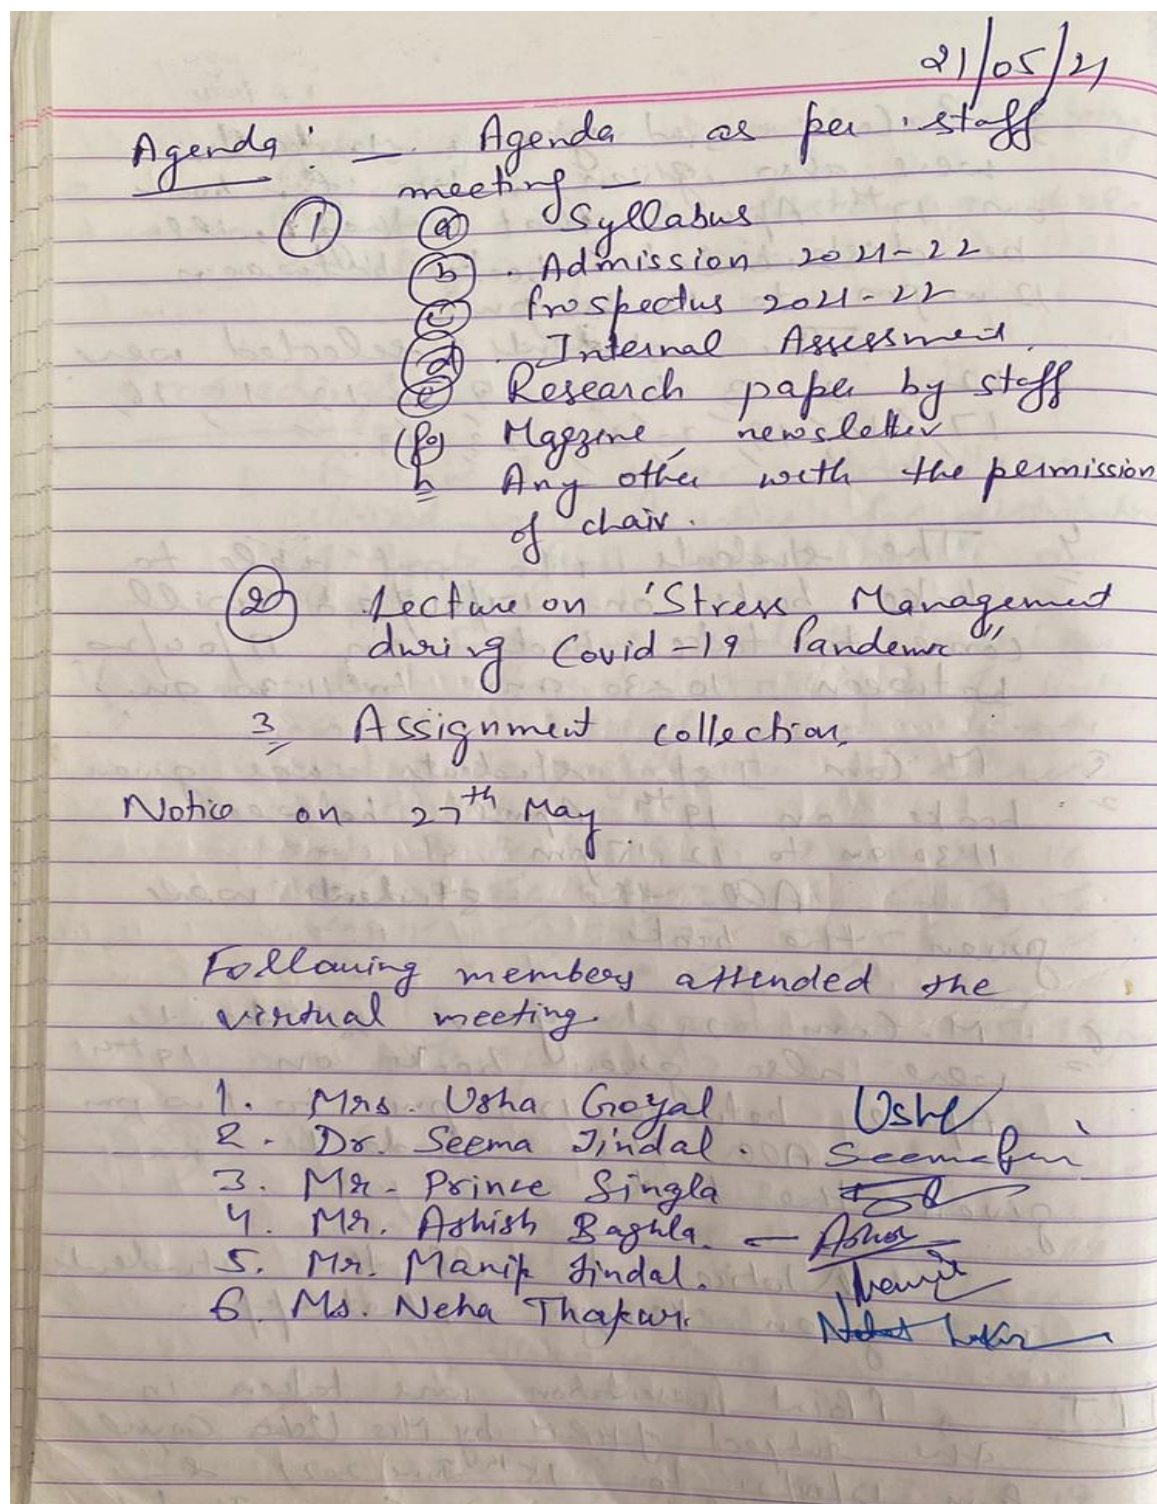 21/05/21
Agenda :- Agenda as per staff
meeting -
① ⓐ Syllabus
ⓑ . Admission 2021-22
ⓒ Prospectus 2021-22
ⓓ . Internal Assessment.
ⓔ Research paper by staff
(fg) Magzine, newsletter
h Any other with the permission
of chair.
② Lecture on 'Stress Management
during Covid-19 Pandemic"
3 Assignment collection.
Notice on 27th May.
Following members attended the
virtual meeting.
1. Mrs. Usha Goyal Usha
2. Dr. Seema Jindal.
3. Mr. Prince Singla
4. Mr. Ashish Baghla. - Ashish
5. Mr. Manik Jindal.
6. Ms. Neha Thakur.